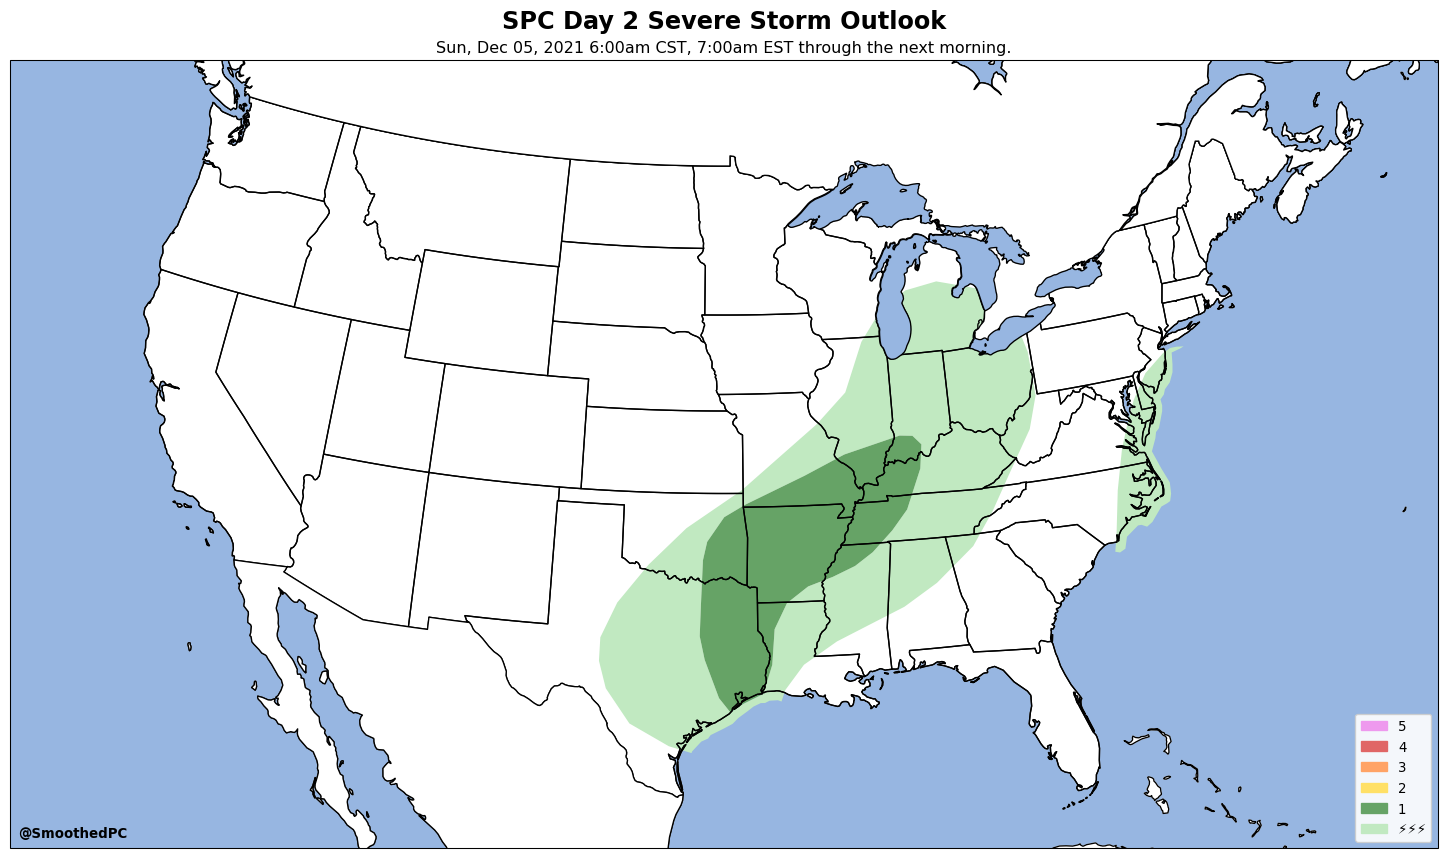 SPC Day 2 Severe Storm Outlook
Sun, Dec 05, 2021 6:00am CST, 7:00am EST through the next morning.
5
4
3
2
1
⚡⚡⚡
@SmoothedPC